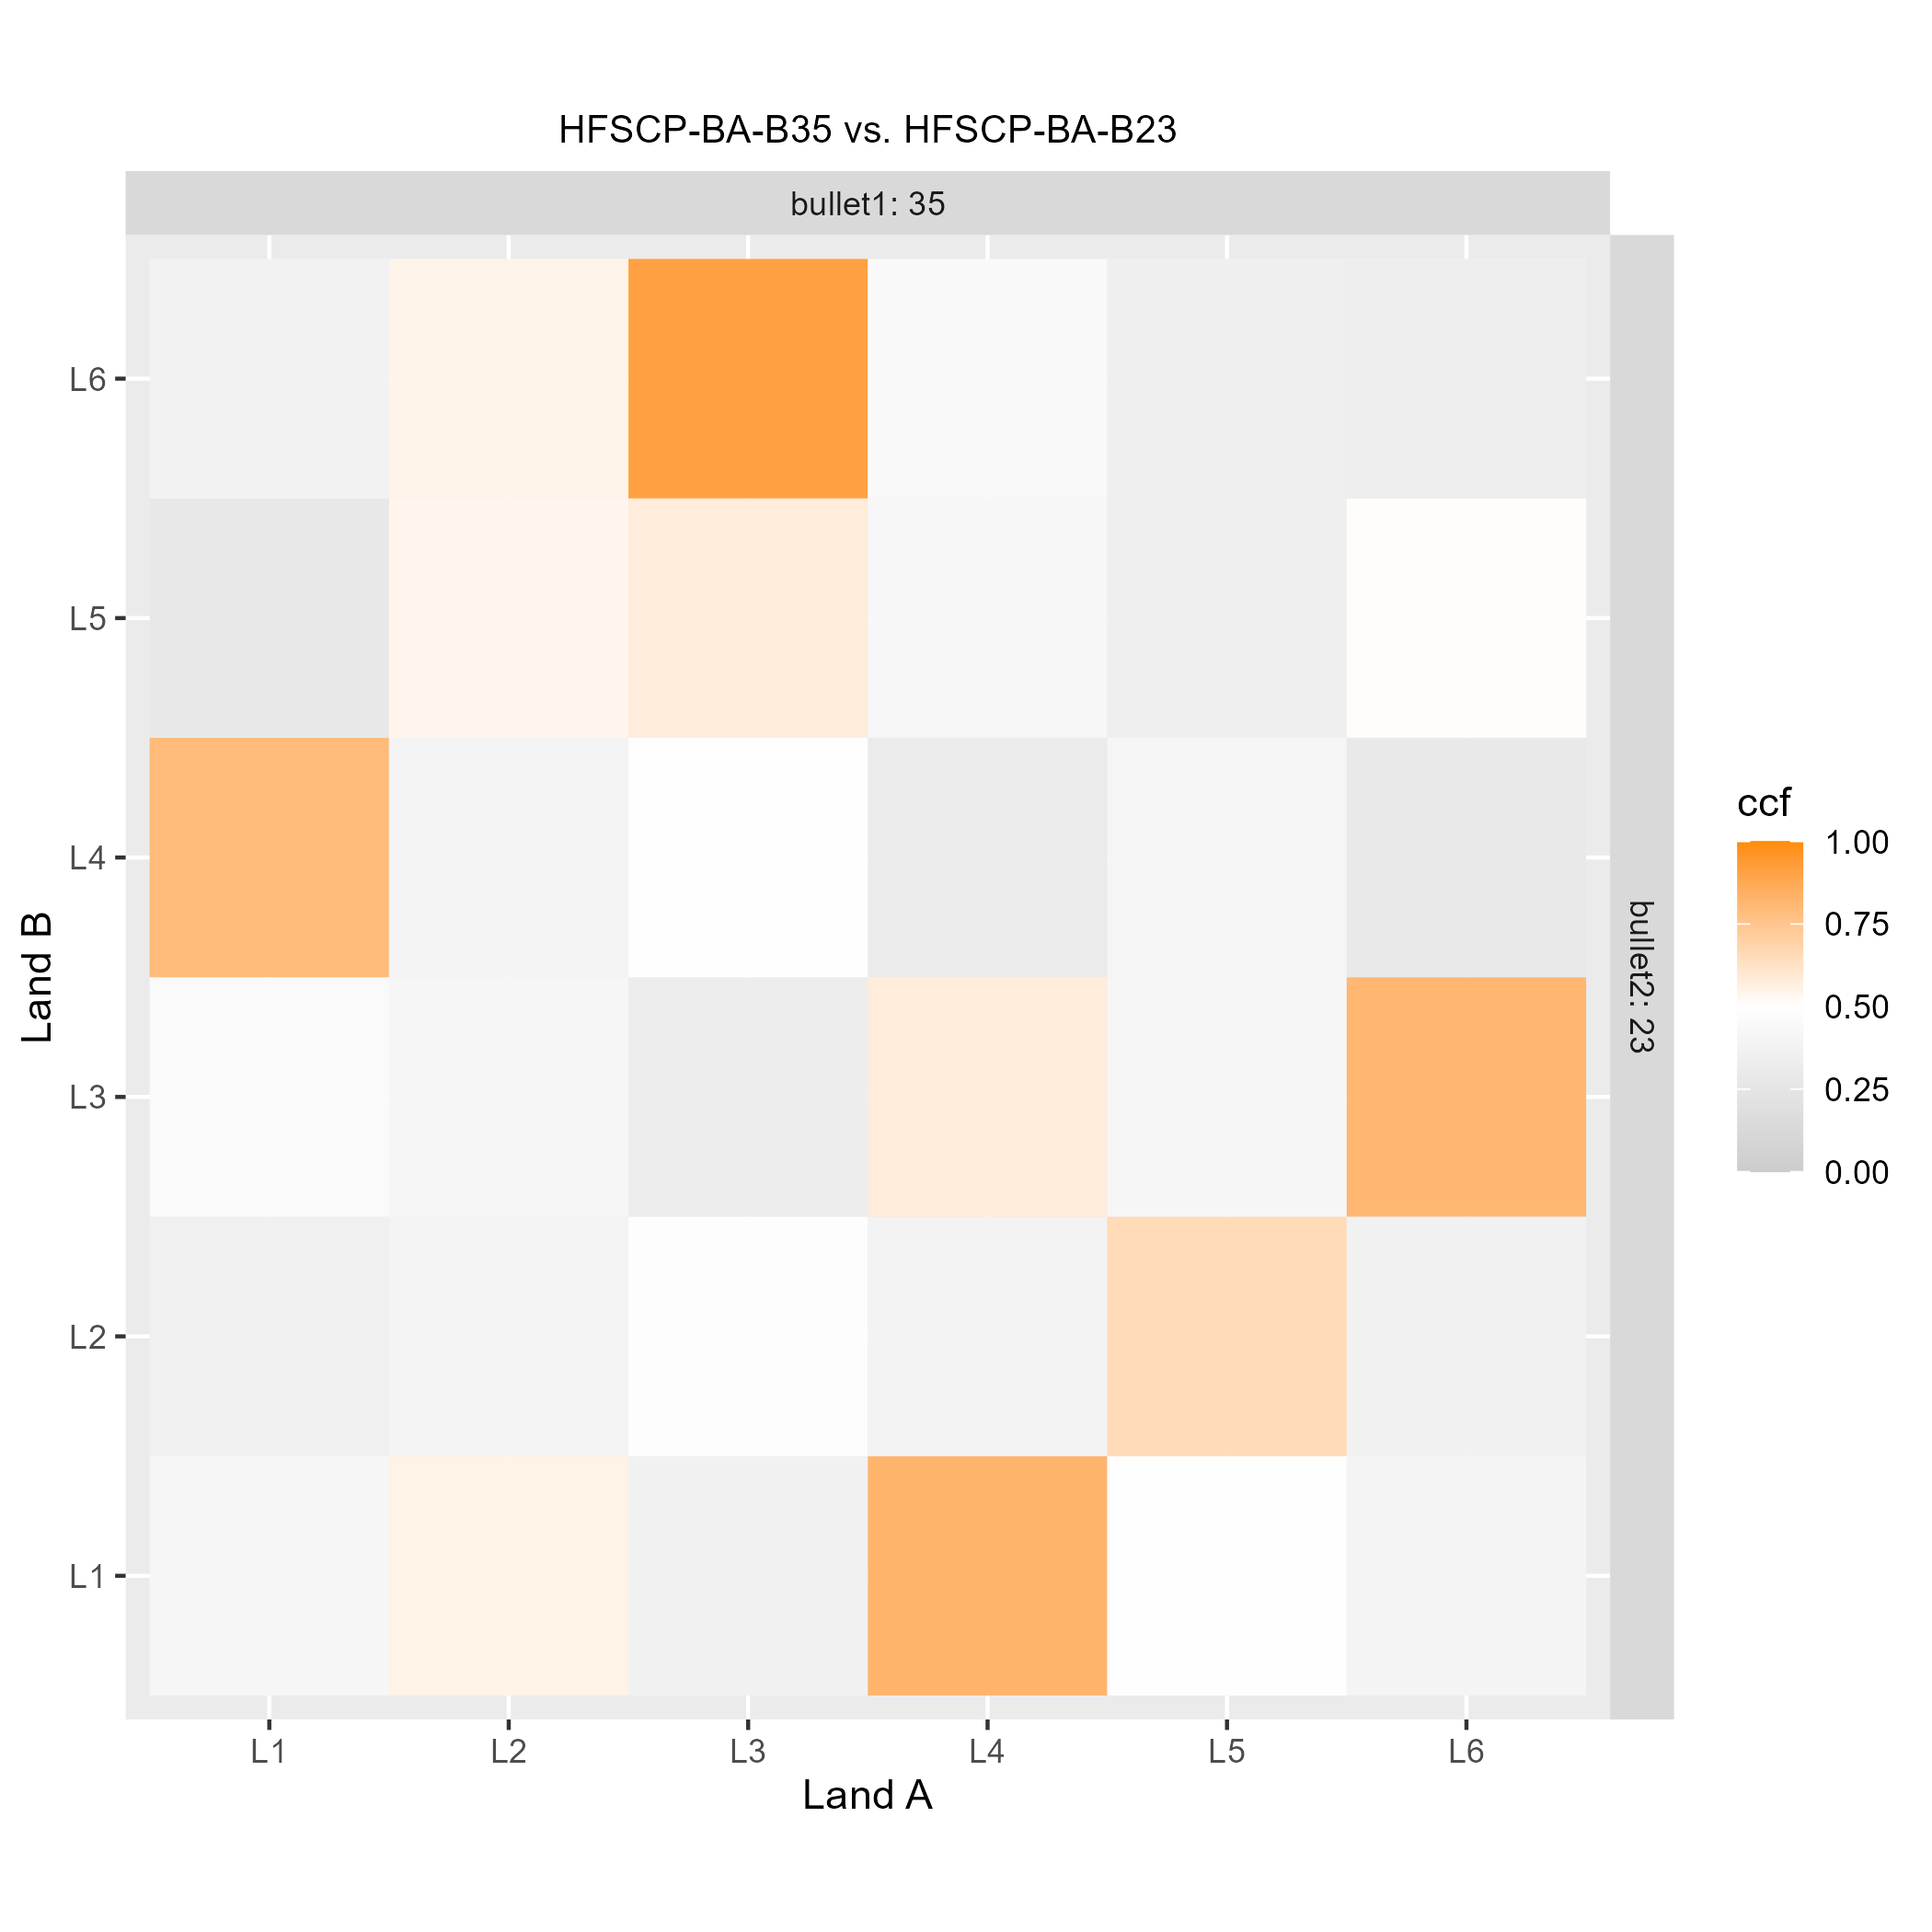 HFSCP-BA-B35 vs. HFSCP-BA-B23
bullet1: 35
L6
L5
L4
L3
L2
L1
Land B
bullet2: 23
L1 L2 L3 L4 L5 L6
Land A
ccf
1.00
0.75
0.50
0.25
0.00